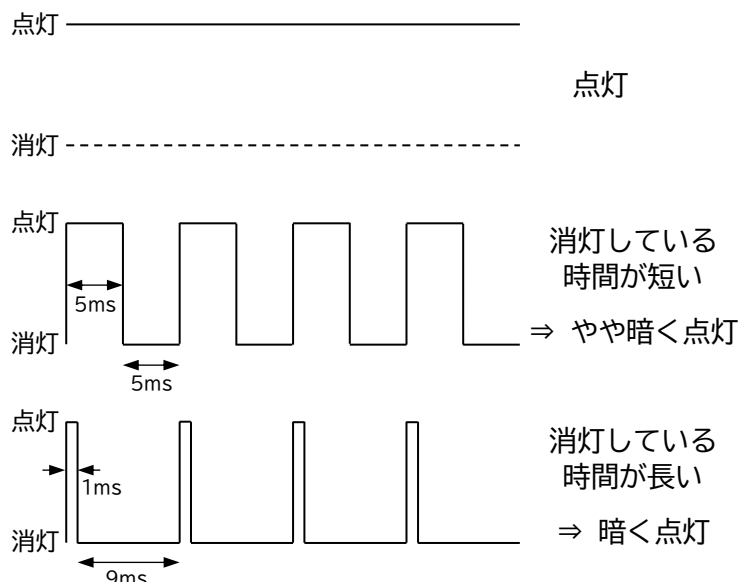 点灯
点灯
消灯
点灯
消灯している
時間が短い
5ms
⇒ やや暗く点灯
消灯
5ms
点灯
消灯している
時間が長い
1ms
⇒ 暗く点灯
消灯
9ms